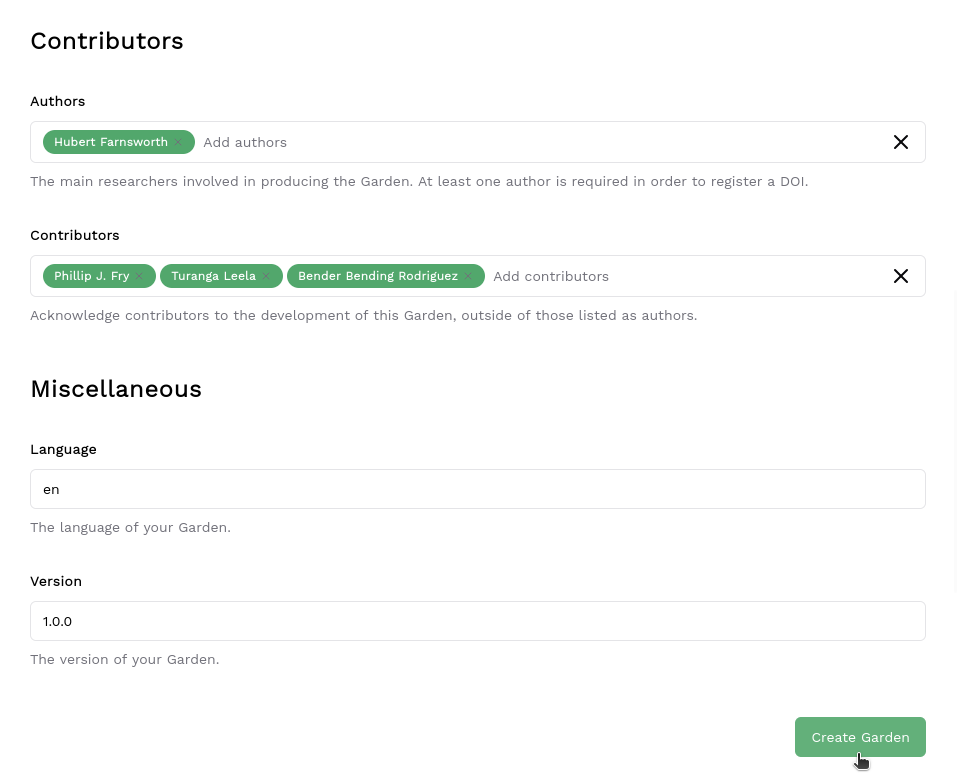 Contributors
Authors
Hubert Farnsworth Add authors
The main researchers involved in producing the Garden. At least one author is required in order to register a DOI.
Contributors
Phillip J. Fry Turanga Leela Bender Bending Rodriguez Add contributors
Acknowledge contributors to the development of this Garden, outside of those listed as authors.
Miscellaneous
Language
en
The language of your Garden.
Version
1.0.0
The version of your Garden.
Create Garden